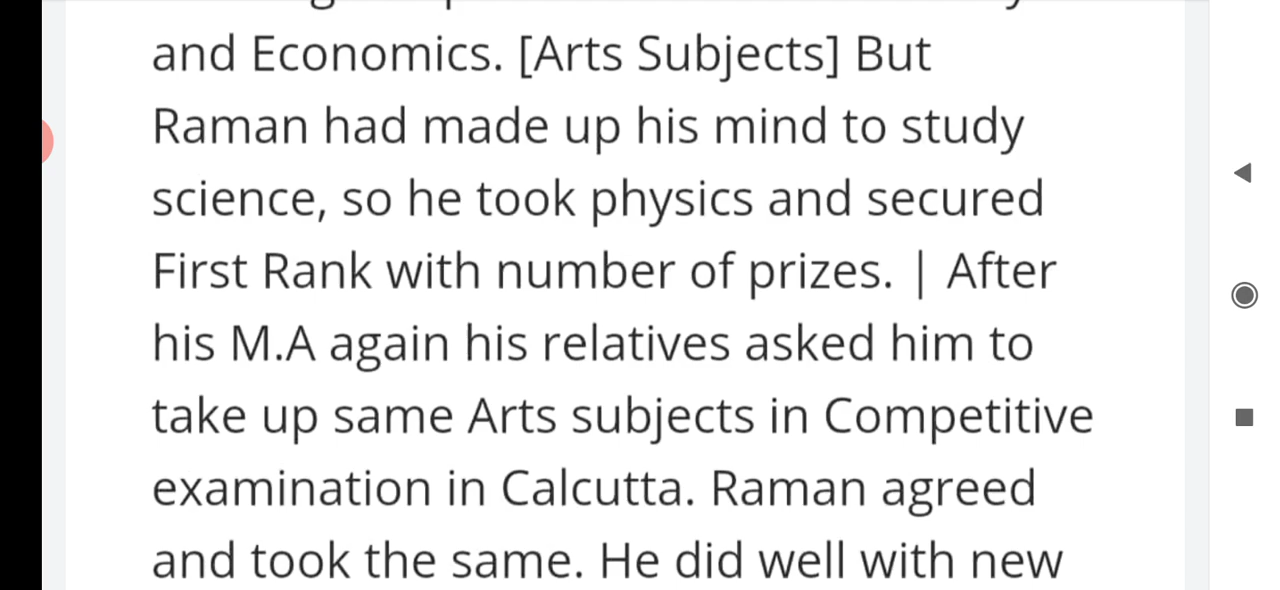 and Economics. [Arts Subjects] But
Raman had made up his mind to study
science, so he took physics and secured
First Rank with number of prizes. | After
his M.A again his relatives asked him to
take up same Arts subjects in Competitive
examination in Calcutta. Raman agreed
and took the same. He did well with new